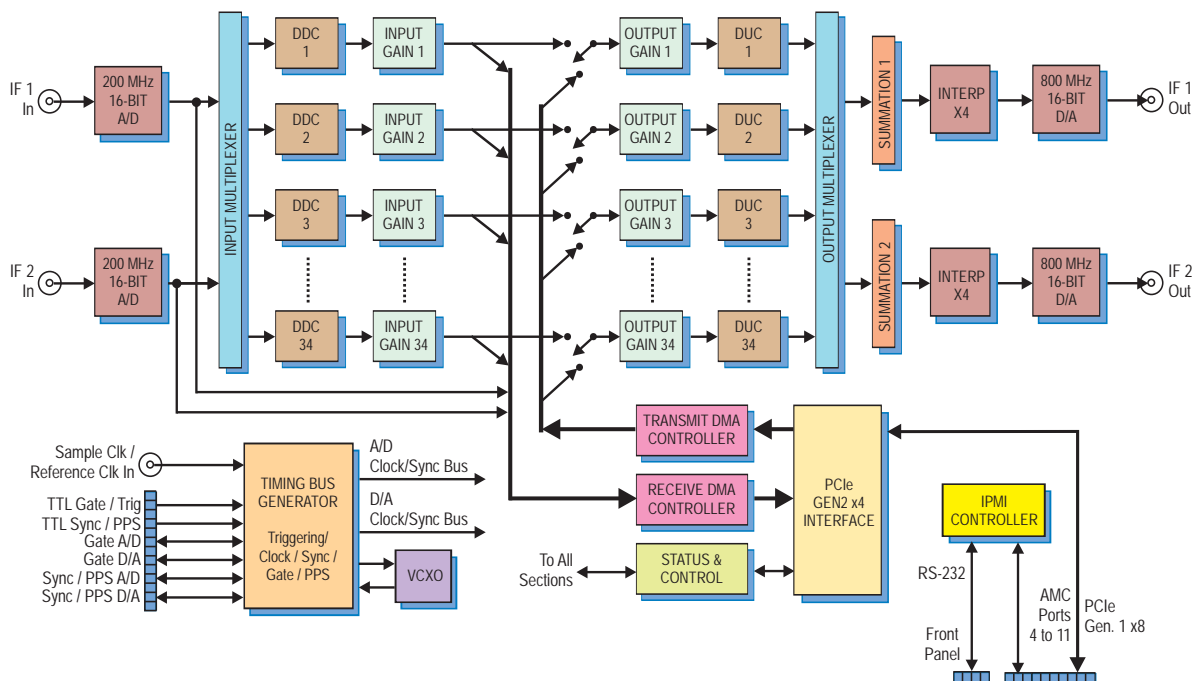 IF 1
In
200 MHz
16-BIT
A/D
IF 2
In
200 MHz
16-BIT
A/D
INPUT MULTIPLEXER
DDC
1
INPUT
GAIN 1
DDC
2
INPUT
GAIN 2
DDC
3
INPUT
GAIN 3
DDC
34
INPUT
GAIN 34
OUTPUT
GAIN 1
DUC
1
OUTPUT
GAIN 2
DUC
2
OUTPUT
GAIN 3
DUC
3
OUTPUT
GAIN 34
DUC
34
OUTPUT MULTIPLEXER
SUMMATION 1
INTERP
X4
800 MHz
16-BIT
D/A
IF 1
Out
SUMMATION 2
INTERP
X4
800 MHz
16-BIT
D/A
IF 2
Out
TRANSMIT DMA
CONTROLLER
RECEIVE DMA
CONTROLLER
PCIe
GEN2 x4
INTERFACE
To All
Sections
STATUS &
CONTROL
Sample Clk /
Reference Clk In
TTL Gate / Trig
TTL Sync / PPS
Gate A/D
Gate D/A
Sync / PPS A/D
Sync / PPS D/A
TIMING BUS
GENERATOR
Triggering/
Clock / Sync /
Gate / PPS
A/D
Clock/Sync Bus
D/A
Clock/Sync Bus
VCXO
IPMI
CONTROLLER
RS-232
Front
Panel
AMC
Ports
4 to 11
PCIe
Gen. 1 x8